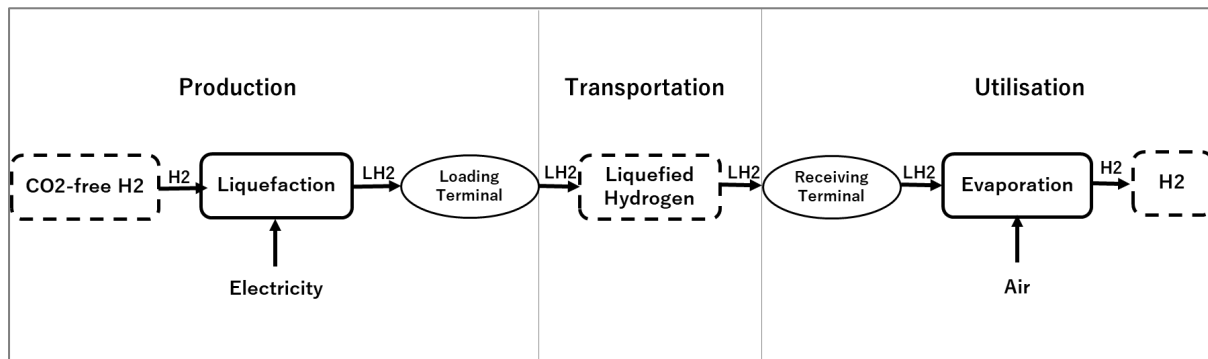 Production
Transportation
Utilisation
CO2-free H2
H2
Liquefaction
LH2
Loading
Terminal
LH2
Liquefied
Hydrogen
LH2
Receiving
Terminal
LH2
Evaporation
H2
H2
Electricity
Air